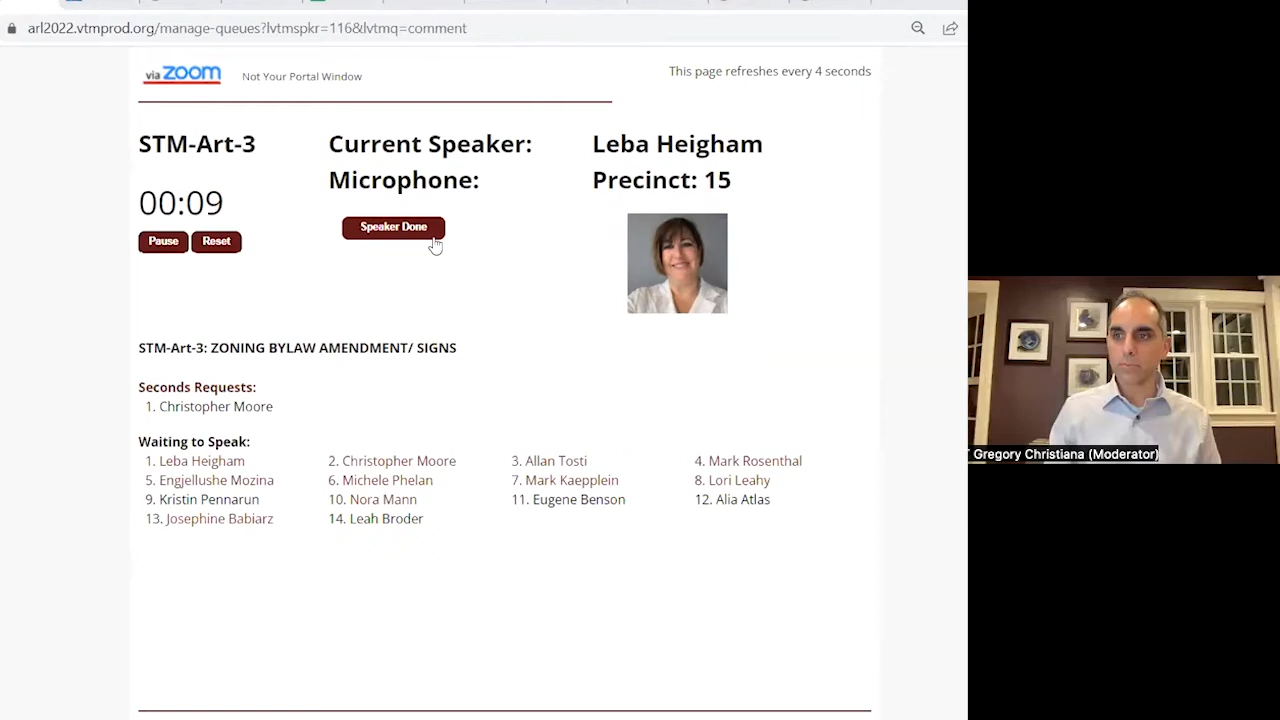 arl2022.vtmprod.org/manage-queues?lvtmspkr=116&lvtmq=comment
via zoom Not Your Portal Window This page refreshes every 4 seconds
STM-Art-3 Current Speaker: Leba Heigham
Microphone: Precinct: 15
00:09
Speaker Done
Pause Reset
STM-Art-3: ZONING BYLAW AMENDMENT/ SIGNS
Seconds Requests:
1. Christopher Moore
Waiting to Speak:
1. Leba Heigham 2. Christopher Moore 3. Allan Tosti 4. Mark Rosenthal
5. Engjellushe Mozina 6. Michele Phelan 7. Mark Kaepplein 8. Lori Leahy
9. Kristin Pennarun 10. Nora Mann 11. Eugene Benson 12. Alia Atlas
13. Josephine Babiarz 14. Leah Broder
Gregory Christiana (Moderator)